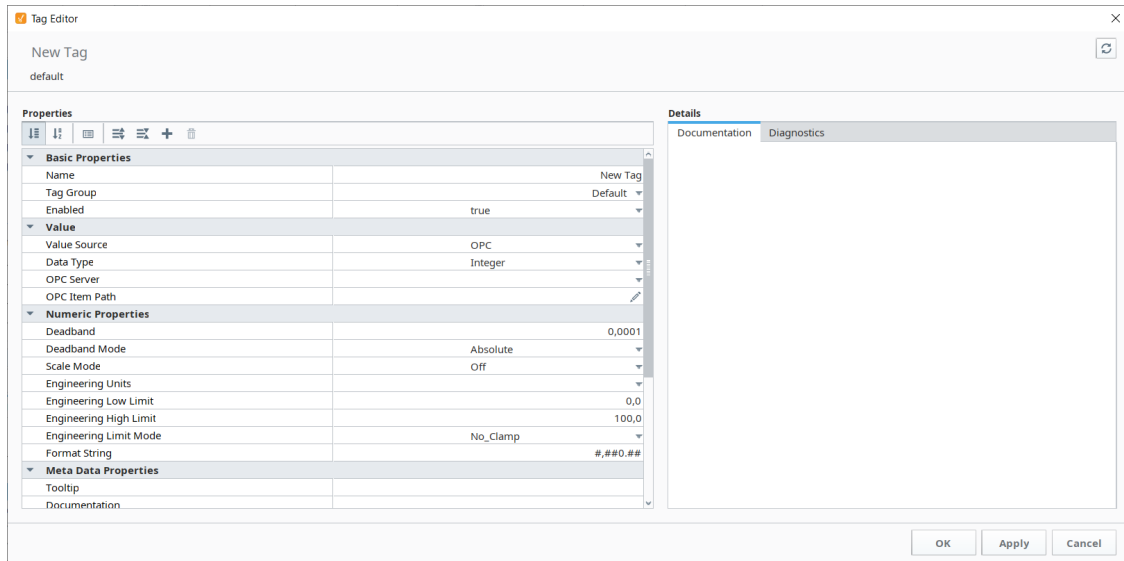 Tag Editor
New Tag
default
Properties
Basic Properties
Name New Tag
Tag Group Default
Enabled true
Value
Value Source OPC
Data Type Integer
OPC Server
OPC Item Path
Numeric Properties
Deadband 0,0001
Deadband Mode Absolute
Scale Mode Off
Engineering Units
Engineering Low Limit 0,0
Engineering High Limit 100,0
Engineering Limit Mode No_Clamp
Format String #,##0.##
Meta Data Properties
Tooltip
Documentation
Details
Documentation Diagnostics
OK Apply Cancel